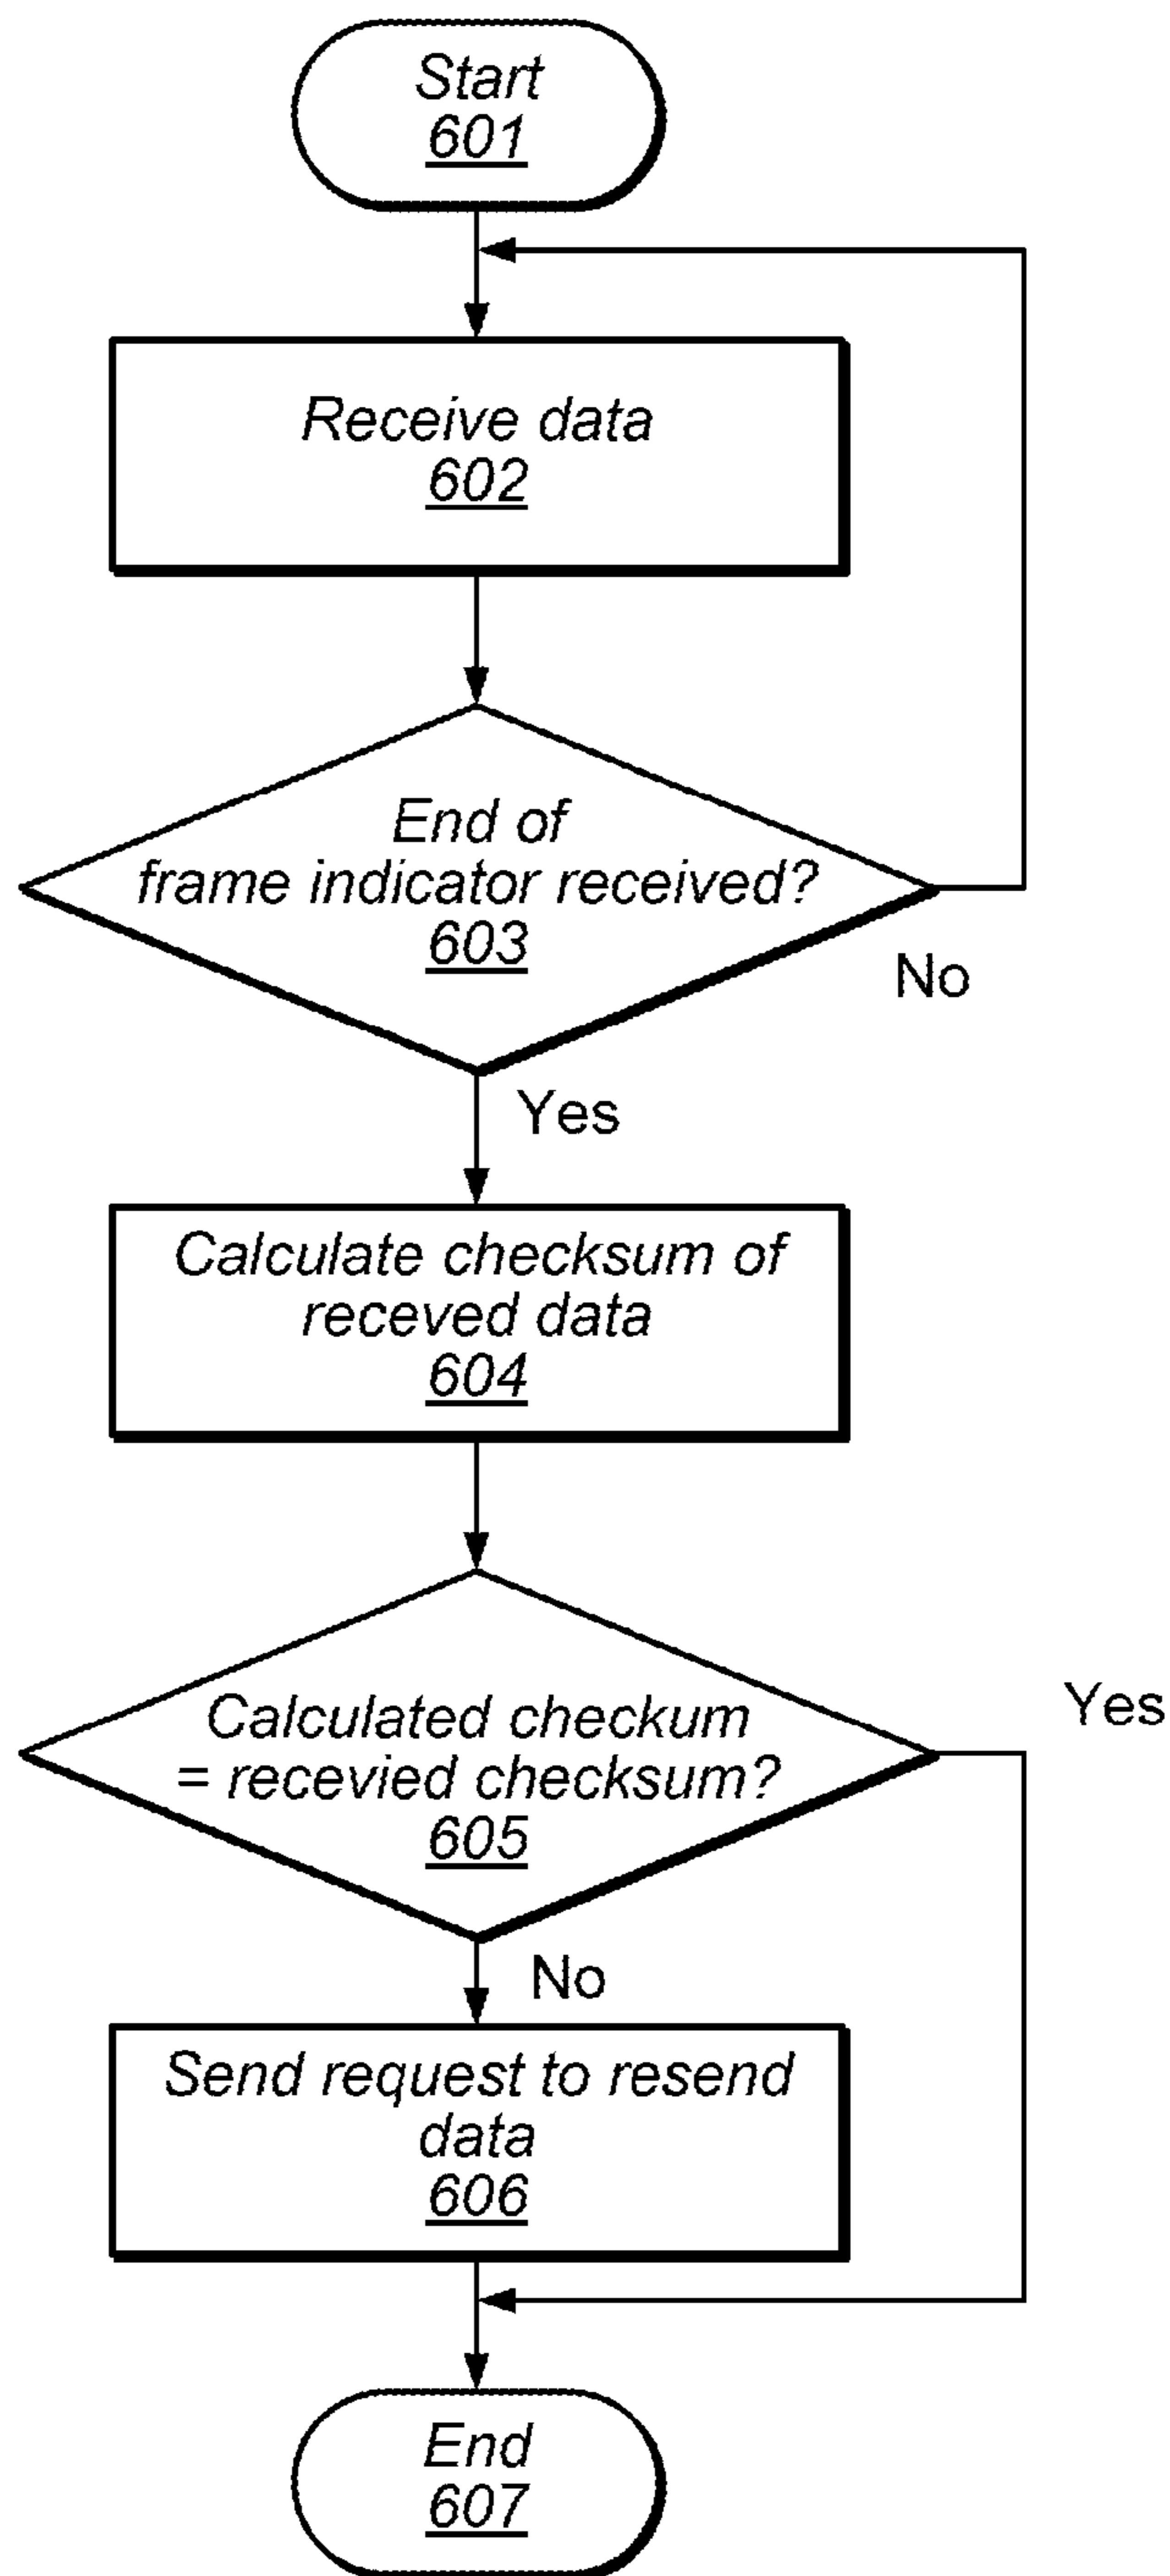 Start
601
Receive data
602
End of
frame indicator received?
603
No
Yes
Calculate checksum of
receved data
604
Calculated checkum
= recevied checksum?
605
Yes
No
Send request to resend
data
606
End
607